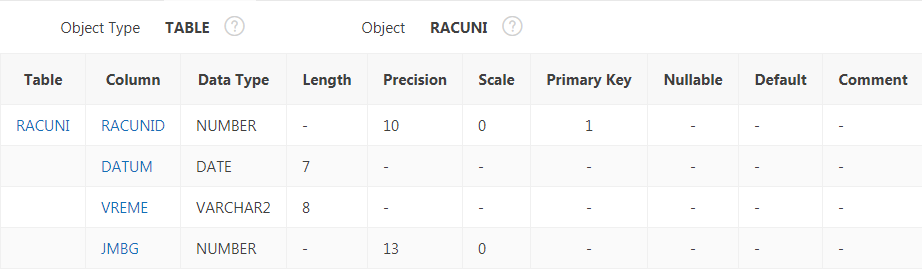 Object Type TABLE ? Object RACUNI ?
Table Column Data Type Length Precision Scale Primary Key Nullable Default Comment
RACUNI RACUNID NUMBER - 10 0 1 - - -
DATUM DATE 7 - - - - - -
VREME VARCHAR2 8 - - - - - -
JMBG NUMBER - 13 0 - - - -